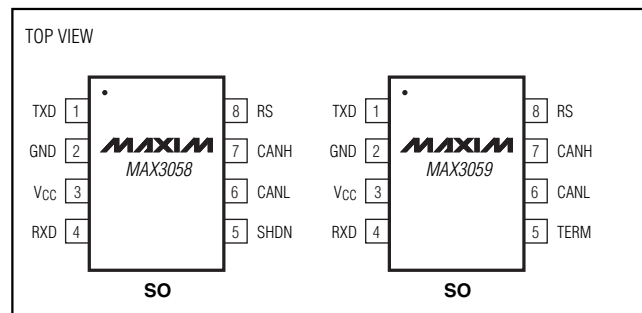 TOP VIEW
TXD 1 8 RS
GND 2 MAXIM 7 CANH
MAX3058
VCC 3 6 CANL
RXD 4 5 SHDN
SO
TXD 1 8 RS
GND 2 MAXIM 7 CANH
MAX3059
VCC 3 6 CANL
RXD 4 5 TERM
SO